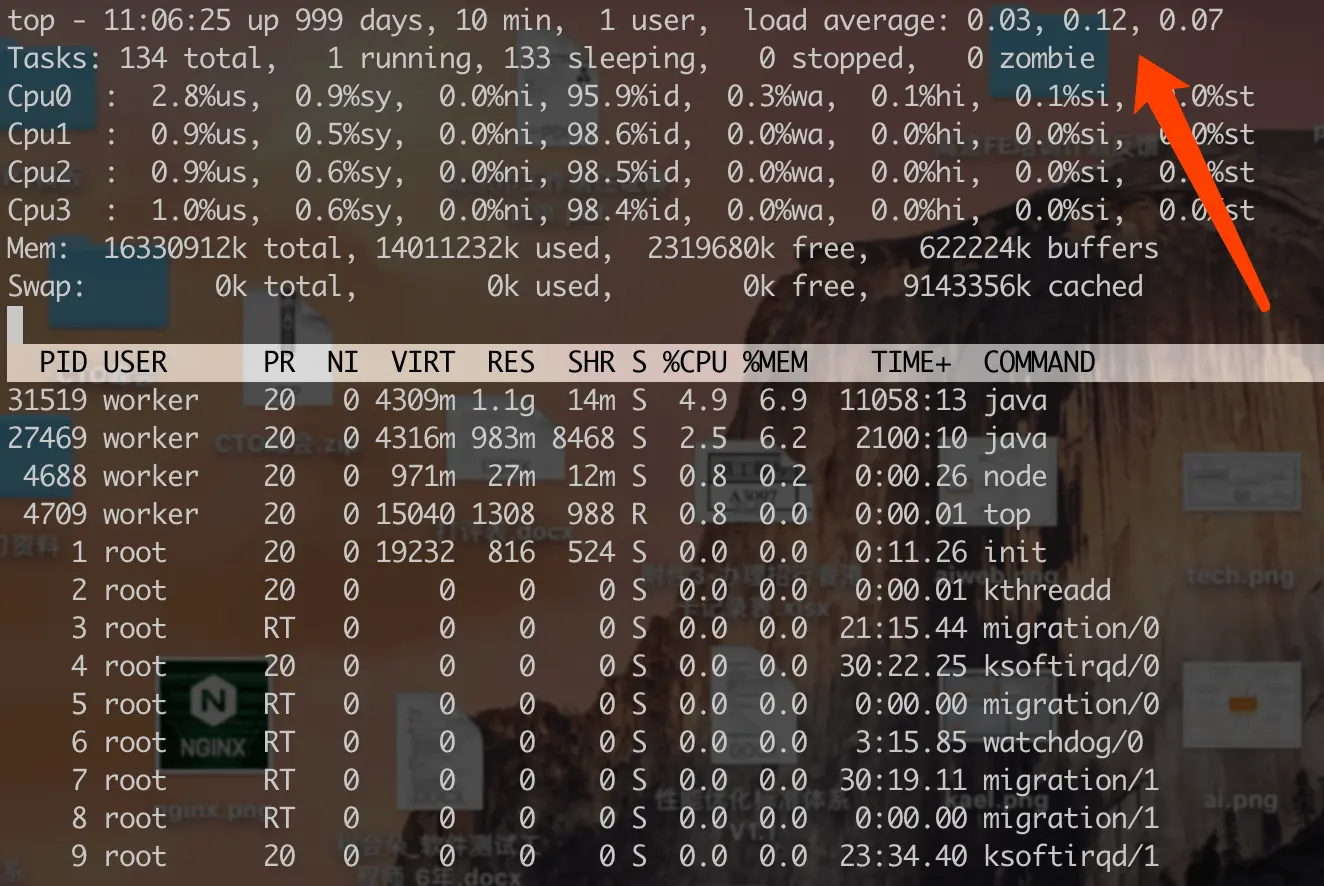 top - 11:06:25 up 999 days, 10 min,  1 user,  load average: 0.03, 0.12, 0.07
Tasks: 134 total,   1 running, 133 sleeping,   0 stopped,   0 zombie
Cpu0  :  2.8%us,  0.9%sy,  0.0%ni, 95.9%id,  0.3%wa,  0.1%hi,  0.1%si,  .0%st
Cpu1  :  0.9%us,  0.5%sy,  0.0%ni, 98.6%id,  0.0%wa,  0.0%hi,  0.0%si,  0.0%st
Cpu2  :  0.9%us,  0.6%sy,  0.0%ni, 98.5%id,  0.0%wa,  0.0%hi,  0.0%si,  0.0%st
Cpu3  :  1.0%us,  0.6%sy,  0.0%ni, 98.4%id,  0.0%wa,  0.0%hi,  0.0%si,  0.0%st
Mem:  16330912k total, 14011232k used,  2319680k free,   622224k buffers
Swap:        0k total,        0k used,        0k free,  9143356k cached
PID USER      PR  NI  VIRT  RES  SHR S %CPU %MEM    TIME+  COMMAND
31519 worker    20   0 4309m 1.1g  14m S  4.9  6.9  11058:13 java
27469 worker    20   0 4316m 983m 8468 S  2.5  6.2   2100:10 java
4688 worker    20   0  971m  27m  12m S  0.8  0.2   0:00.26 node
4709 worker    20   0 15040 1308  988 R  0.8  0.0   0:00.01 top
1 root      20   0 19232  816  524 S  0.0  0.0   0:11.26 init
2 root      20   0     0    0    0 S  0.0  0.0   0:00.01 kthreadd
3 root      RT   0     0    0    0 S  0.0  0.0  21:15.44 migration/0
4 root      20   0     0    0    0 S  0.0  0.0  30:22.25 ksoftirqd/0
5 root      RT   0     0    0    0 S  0.0  0.0   0:00.00 migration/0
6 root      RT   0     0    0    0 S  0.0  0.0   3:15.85 watchdog/0
7 root      RT   0     0    0    0 S  0.0  0.0  30:19.11 migration/1
8 root      RT   0     0    0    0 S  0.0  0.0   0:00.00 migration/1
9 root      20   0     0    0    0 S  0.0  0.0  23:34.40 ksoftirqd/1
NGINX
nginx.png
tech.png
ai.png